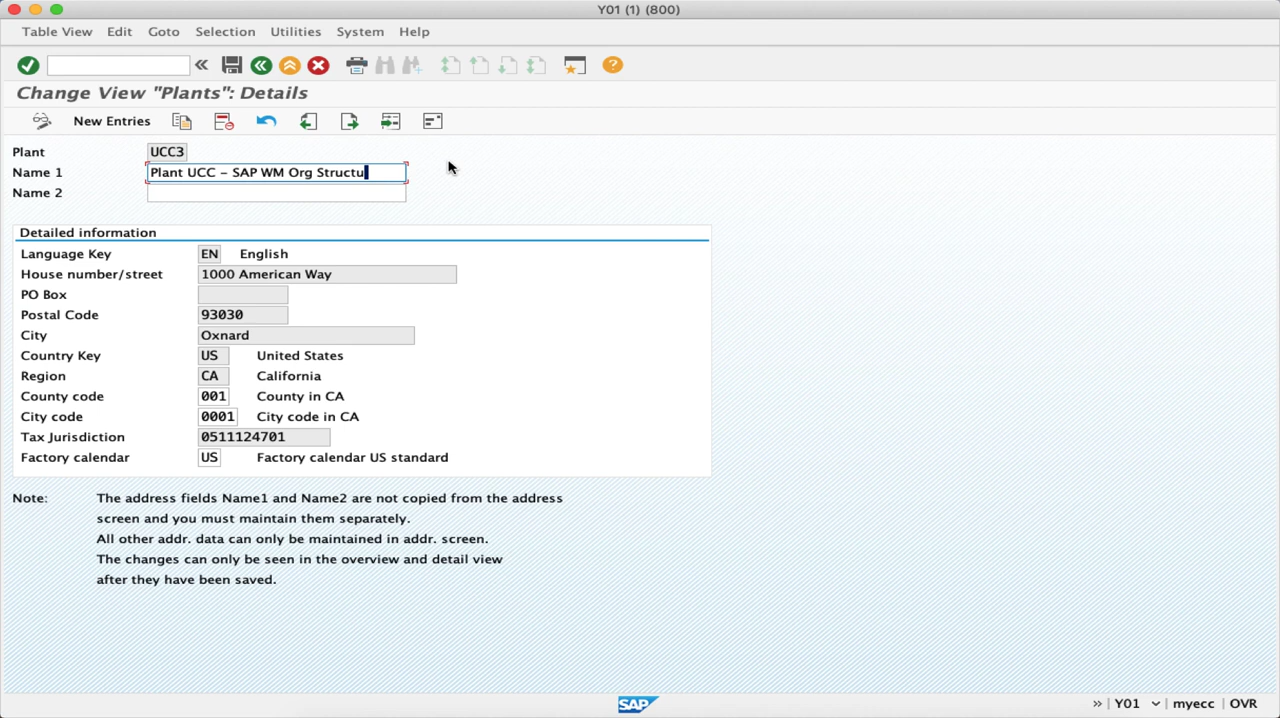 Y01 (1) (800)
Table View Edit Goto Selection Utilities System Help
Change View "Plants": Details
New Entries
Plant UCC3
Name 1 Plant UCC – SAP WM Org Structu
Name 2
Detailed information
Language Key EN English
House number/street 1000 American Way
PO Box
Postal Code 93030
City Oxnard
Country Key US United States
Region CA California
County code 001 County in CA
City code 0001 City code in CA
Tax Jurisdiction 0511124701
Factory calendar US Factory calendar US standard
Note: The address fields Name1 and Name2 are not copied from the address
screen and you must maintain them separately.
All other addr. data can only be maintained in addr. screen.
The changes can only be seen in the overview and detail view
after they have been saved.
SAP » Y01 myecc OVR